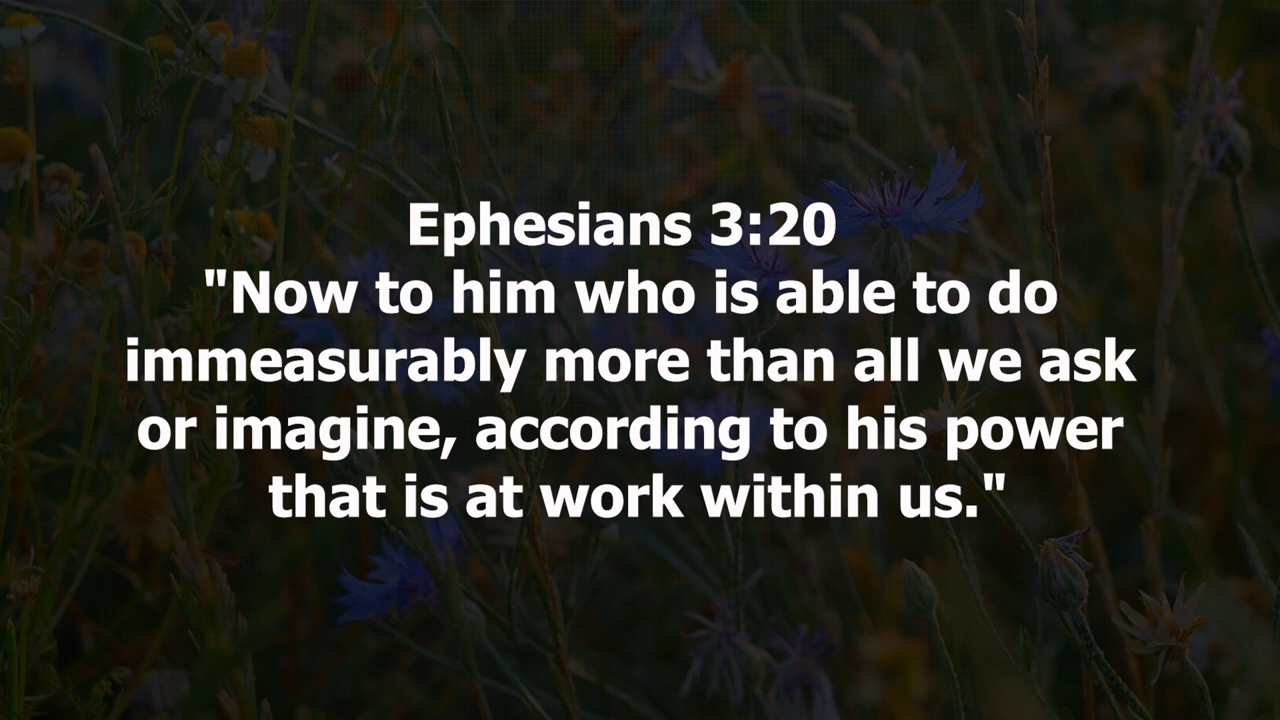 Ephesians 3:20
"Now to him who is able to do
immeasurably more than all we ask
or imagine, according to his power
that is at work within us."